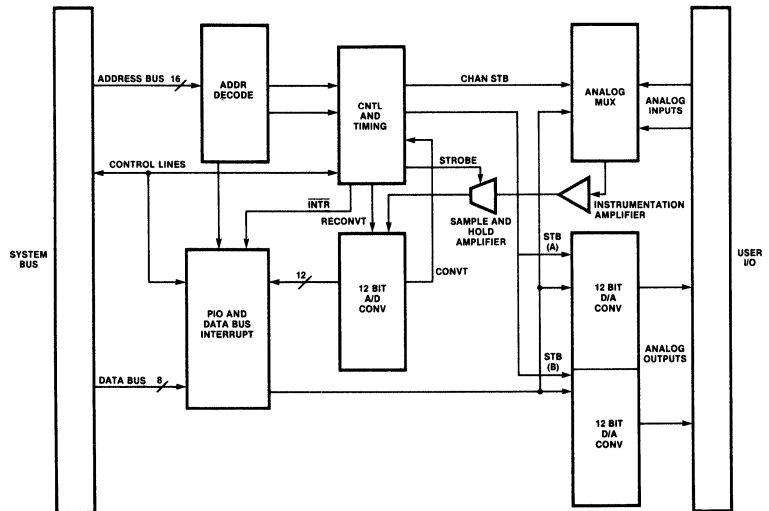 ADDRESS BUS 16
ADDR
DECODE
CNTL
AND
TIMING
CHAN STB
ANALOG
MUX
ANALOG
INPUTS
CONTROL LINES
STROBE
INTR
RECONVT
SAMPLE AND
HOLD
AMPLIFIER
INSTRUMENTATION
AMPLIFIER
SYSTEM
BUS
PIO AND
DATA BUS
INTERRUPT
12
12 BIT
A/D
CONV
CONVT
STB
(A)
12 BIT
D/A
CONV
USER
I/O
DATA BUS 8
STB
(B)
ANALOG
OUTPUTS
12 BIT
D/A
CONV